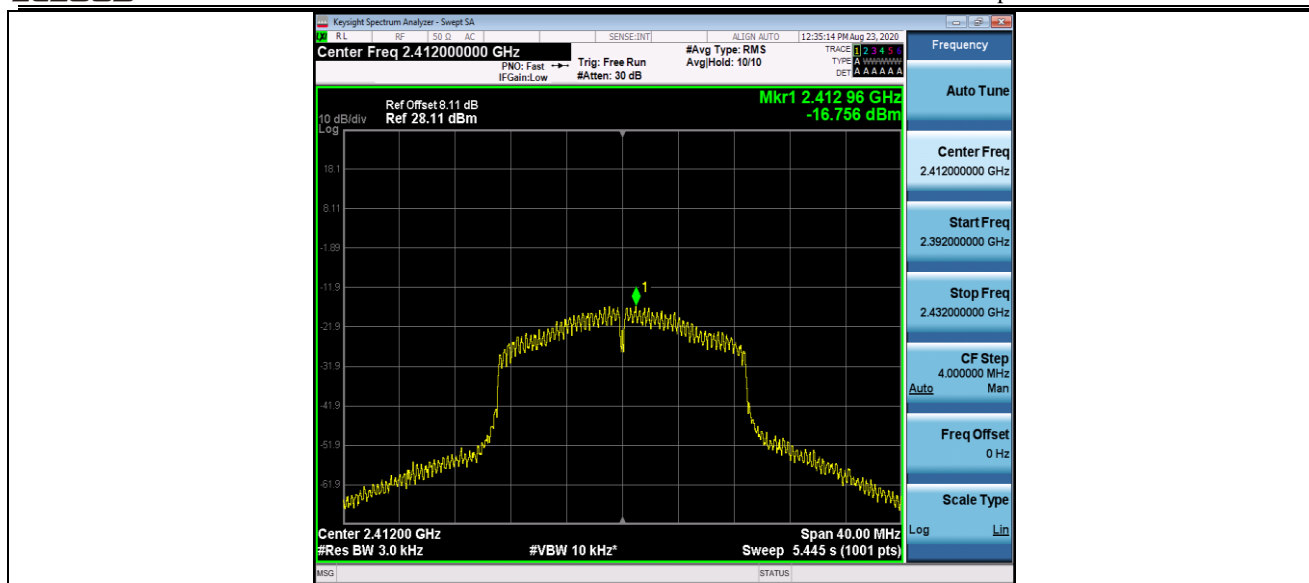 Keysight Spectrum Analyzer - Swept SA
LXI RL RF 50 Ω AC SENSE:INT ALIGN AUTO 12:35:14 PM Aug 23, 2020
Center Freq 2.412000000 GHz
PNO: Fast
IFGain:Low
Trig: Free Run
#Atten: 30 dB
#Avg Type: RMS
Avg|Hold: 10/10
TRACE 1 2 3 4 5 6
TYPE A WWWWW
DET A A A A A A
Frequency
Ref Offset 8.11 dB
Mkr1 2.412 96 GHz
10 dB/div Ref 28.11 dBm
-16.756 dBm
Log
18.1
8.11
-1.89
-11.9
-21.9
-31.9
-41.9
-51.9
-61.9
1
Center 2.41200 GHz
Span 40.00 MHz
#Res BW 3.0 kHz
#VBW 10 kHz*
Sweep 5.445 s (1001 pts)
Auto Tune
Center Freq
2.412000000 GHz
Start Freq
2.392000000 GHz
Stop Freq
2.432000000 GHz
CF Step
4.000000 MHz
Auto Man
Freq Offset
0 Hz
Scale Type
Log Lin
MSG STATUS